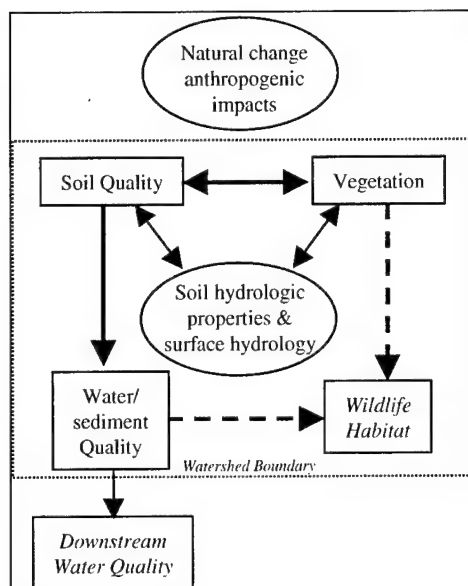 Natural change
anthropogenic
impacts
Soil Quality
Vegetation
Soil hydrologic
properties &
surface hydrology
Water/
sediment
Quality
Wildlife
Habitat
Watershed Boundary
Downstream
Water Quality